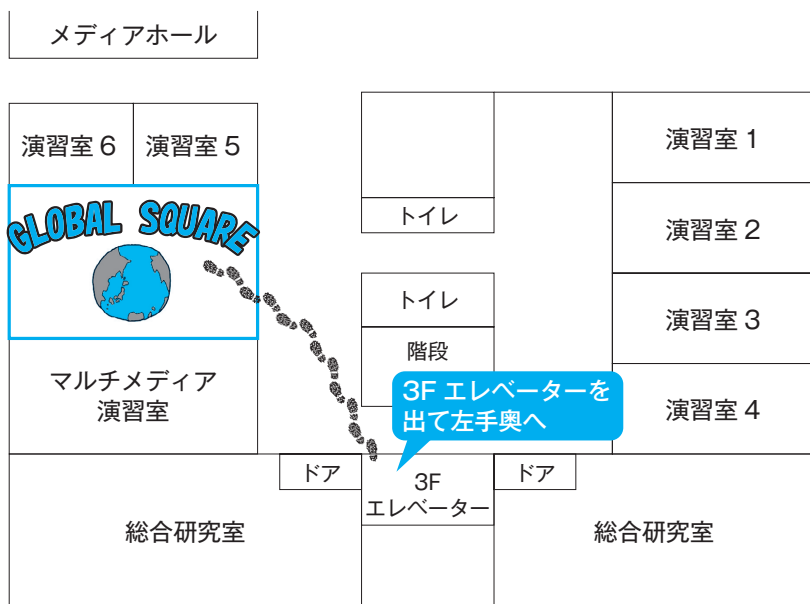 メディアホール
演習室 6
演習室 5
演習室 1
トイレ
演習室 2
GLOBAL SQUARE
トイレ
演習室 3
階段
マルチメディア
演習室
3F エレベーターを
出て左手奥へ
演習室 4
ドア
3F
エレベーター
ドア
総合研究室
総合研究室